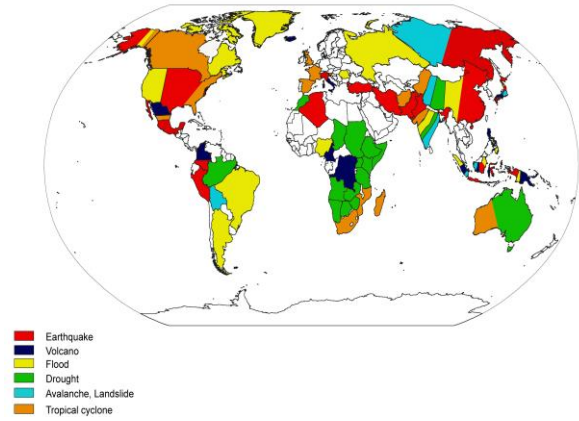 Earthquake
Volcano
Flood
Drought
Avalanche, Landslide
Tropical cyclone